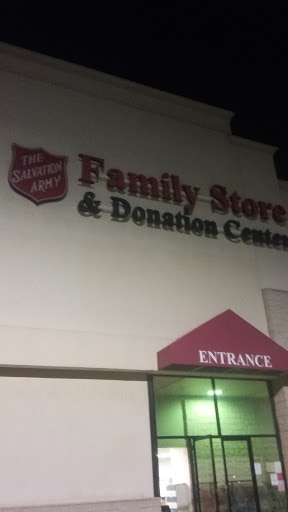 THE
SALVATION
ARMY
Family Store
& Donation Center
ENTRANCE